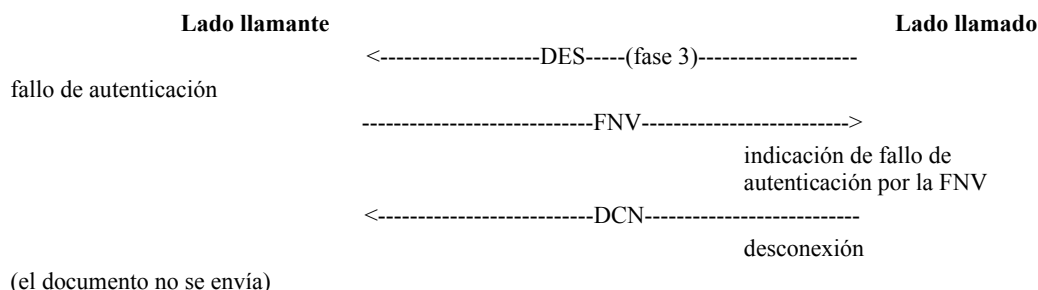 Lado llamante Lado llamado
<--------------------DES-----(fase 3)--------------------
fallo de autenticación
-----------------------------FNV-------------------------->
indicación de fallo de
autenticación por la FNV
<---------------------------DCN---------------------------
desconexión
(el documento no se envía)